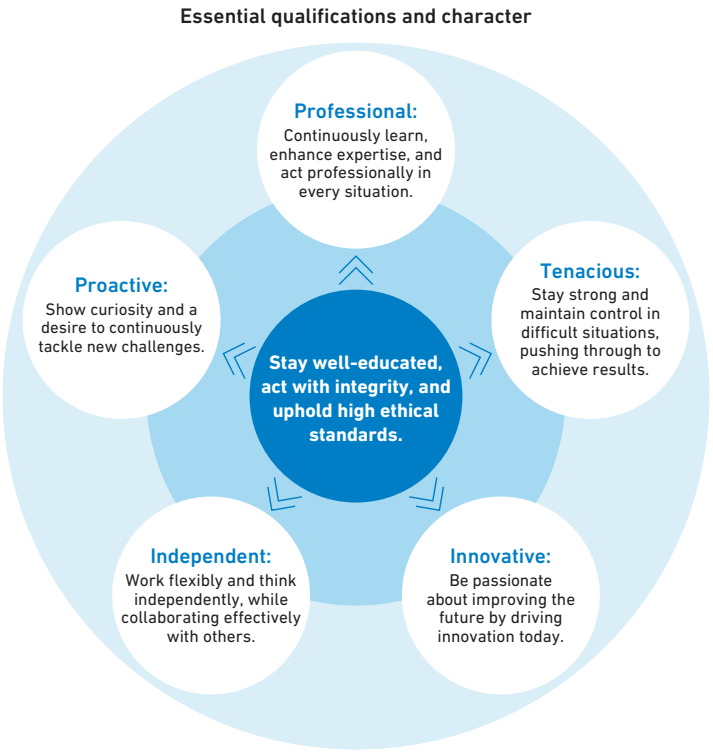 Essential qualifications and character
Professional:
Continuously learn,
enhance expertise, and
act professionally in
every situation.
Proactive:
Show curiosity and a
desire to continuously
tackle new challenges.
Tenacious:
Stay strong and
maintain control in
difficult situations,
pushing through to
achieve results.
Stay well-educated,
act with integrity, and
uphold high ethical
standards.
Independent:
Work flexibly and think
independently, while
collaborating effectively
with others.
Innovative:
Be passionate
about improving the
future by driving
innovation today.